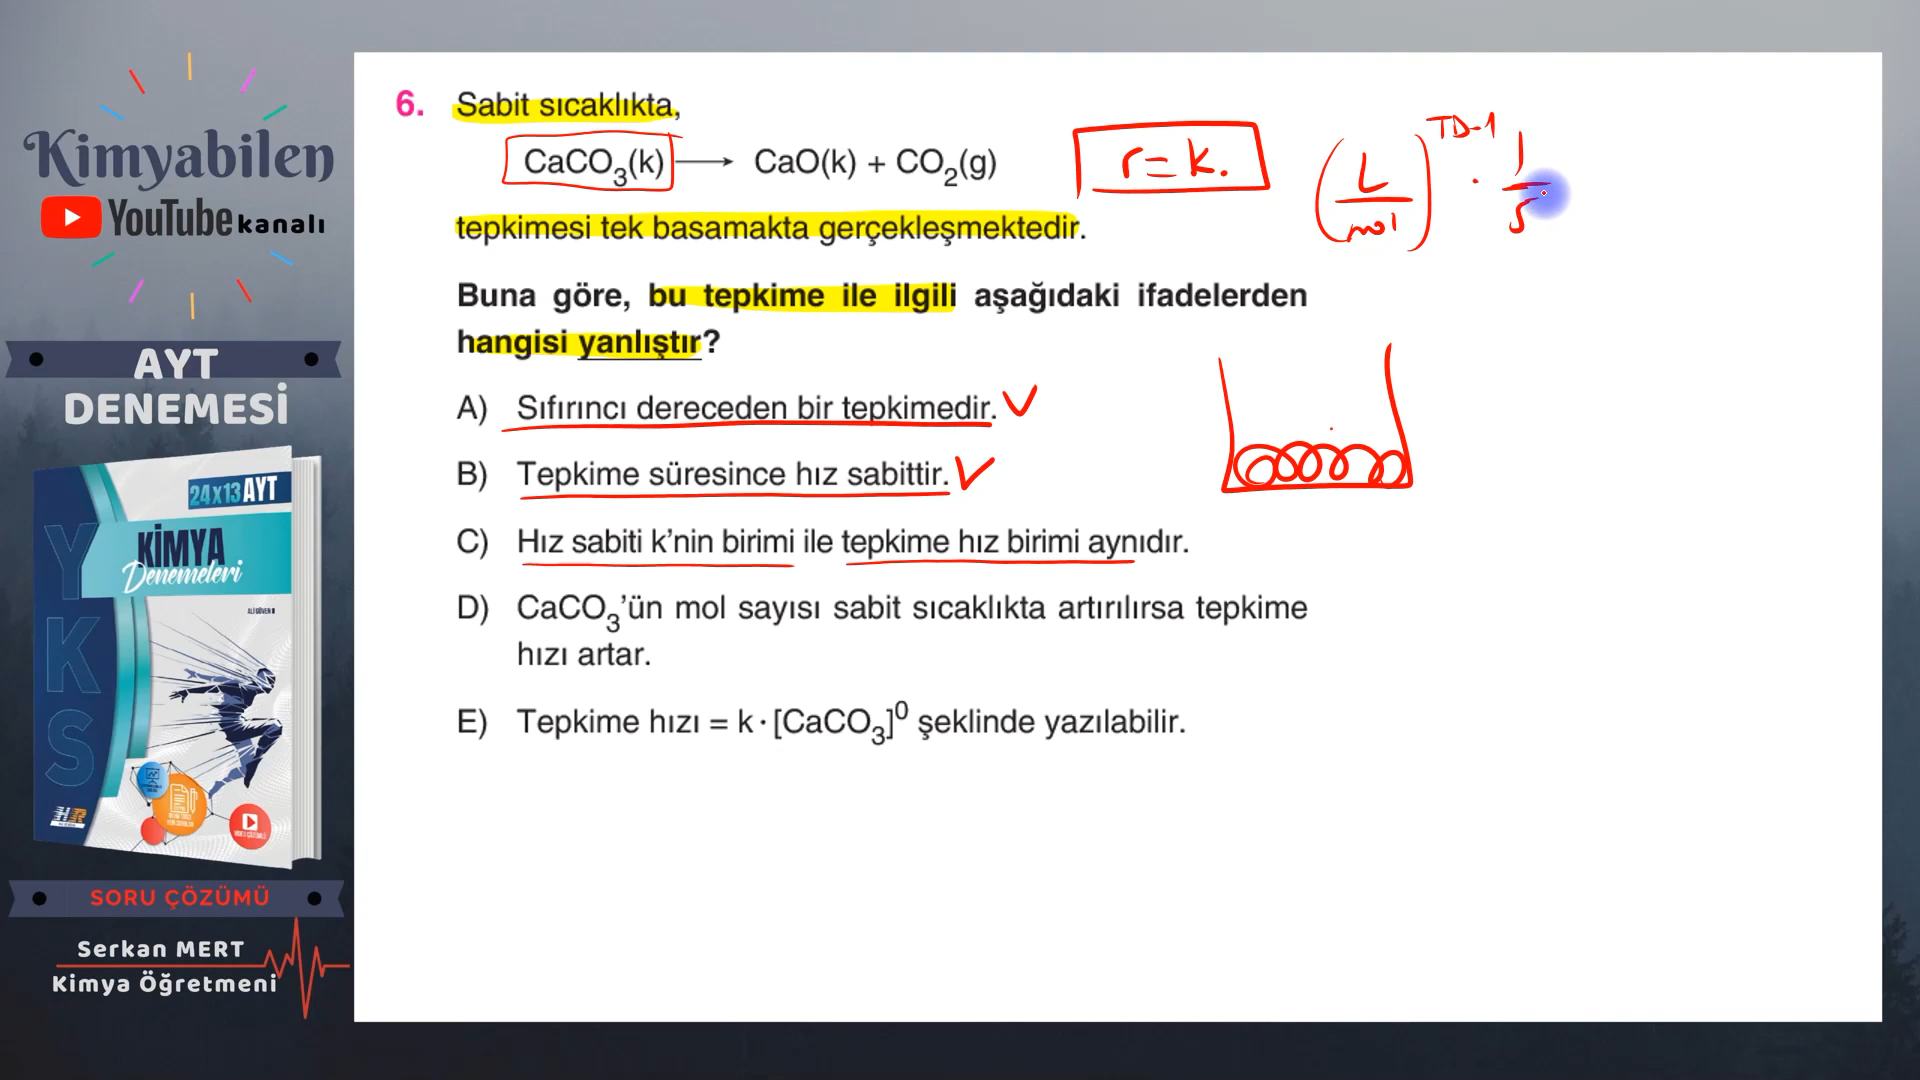 Kimyabilen
YouTube kanalı
AYT
DENEMESİ
24x13 AYT
KİMYA
Denemeleri
ALİ GÜVEN
YKS
SORU ÇÖZÜMÜ
Serkan MERT
Kimya Öğretmeni
6. Sabit sıcaklıkta,
CaCO₃(k) ⟶ CaO(k) + CO₂(g)
r = k.
(L/mol)^TD-1 · 1/s
tepkimesi tek basamakta gerçekleşmektedir.
Buna göre, bu tepkime ile ilgili aşağıdaki ifadelerden
hangisi yanlıştır?
A) Sıfırıncı dereceden bir tepkimedir.
B) Tepkime süresince hız sabittir.
C) Hız sabiti k’nin birimi ile tepkime hız birimi aynıdır.
D) CaCO₃’ün mol sayısı sabit sıcaklıkta artırılırsa tepkime
hızı artar.
E) Tepkime hızı = k · [CaCO₃]⁰ şeklinde yazılabilir.